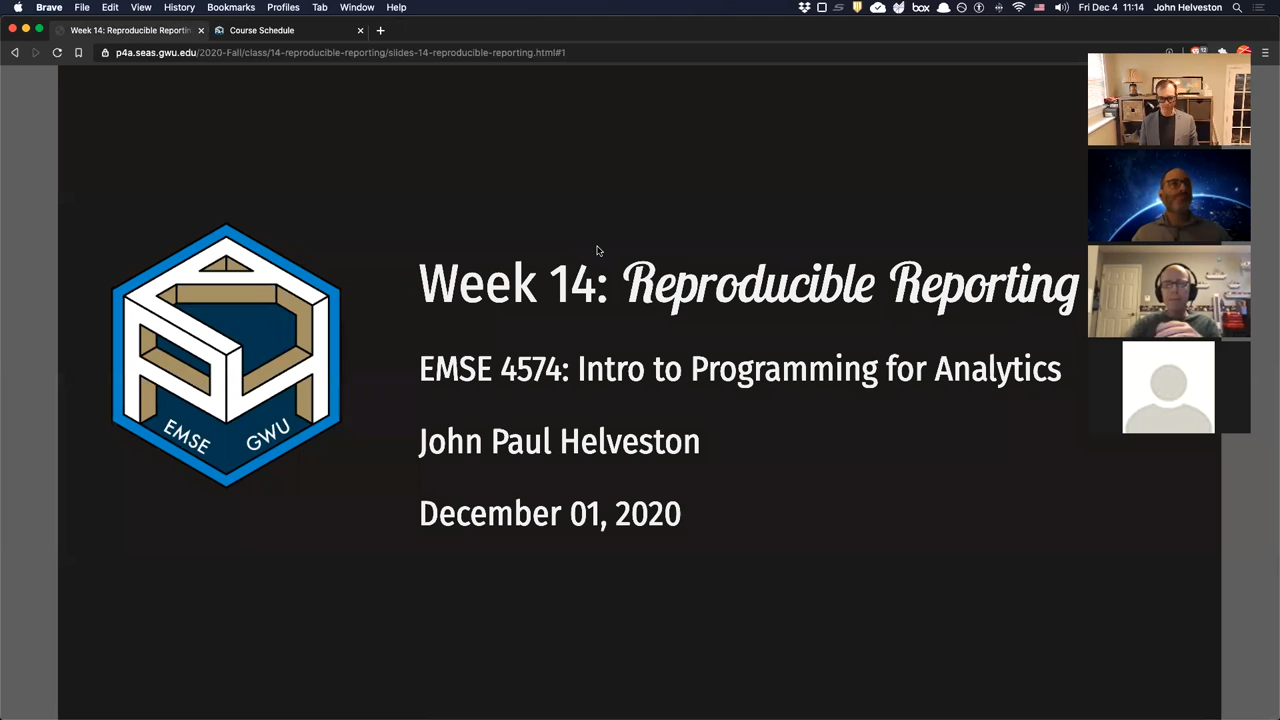 Brave File Edit View History Bookmarks Profiles Tab Window Help
box
Fri Dec 4 11:14 John Helveston
Week 14: Reproducible Reportin
Course Schedule
p4a.seas.gwu.edu/2020-Fall/class/14-reproducible-reporting/slides-14-reproducible-reporting.html#1
Week 14: Reproducible Reporting
EMSE 4574: Intro to Programming for Analytics
John Paul Helveston
December 01, 2020
P4A
EMSE GWU